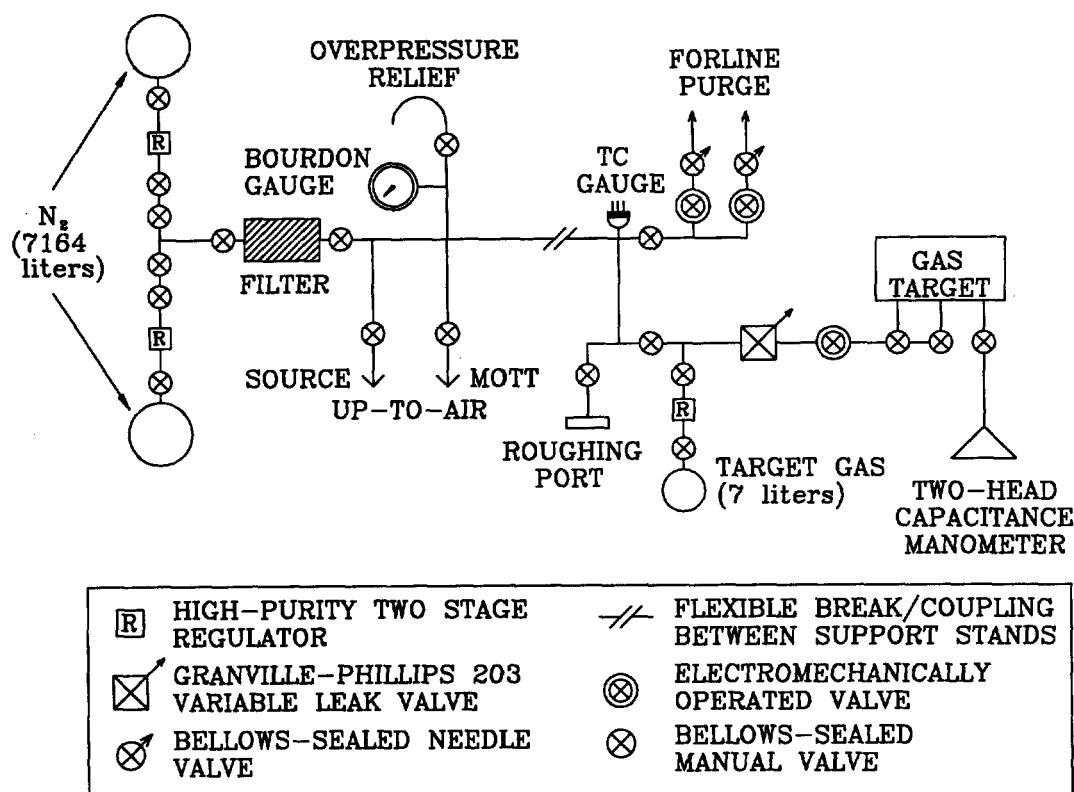 OVERPRESSURE
RELIEF
FORLINE
PURGE
R
BOURDON
GAUGE
TC
GAUGE
N₂
(7164
liters)
FILTER
GAS
TARGET
R
SOURCE
MOTT
UP-TO-AIR
R
ROUGHING
PORT
TARGET GAS
(7 liters)
TWO-HEAD
CAPACITANCE
MANOMETER
R HIGH-PURITY TWO STAGE
REGULATOR
GRANVILLE-PHILLIPS 203
VARIABLE LEAK VALVE
BELLOWS-SEALED NEEDLE
VALVE
FLEXIBLE BREAK/COUPLING
BETWEEN SUPPORT STANDS
ELECTROMECHANICALLY
OPERATED VALVE
BELLOWS-SEALED
MANUAL VALVE